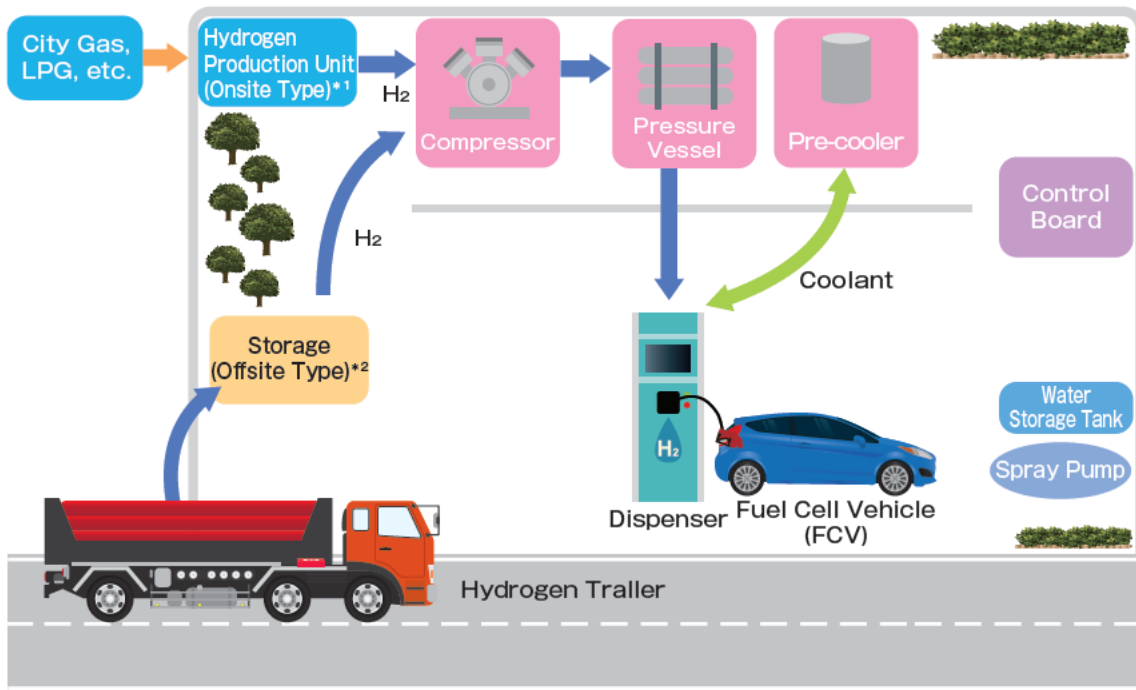 City Gas,
LPG, etc.
Hydrogen
Production Unit
(Onsite Type)*1
H2
Compressor
Pressure
Vessel
Pre-cooler
Control
Board
H2
Coolant
Storage
(Offsite Type)*2
H2
Water
Storage Tank
Spray Pump
Dispenser
Fuel Cell Vehicle
(FCV)
Hydrogen Traller